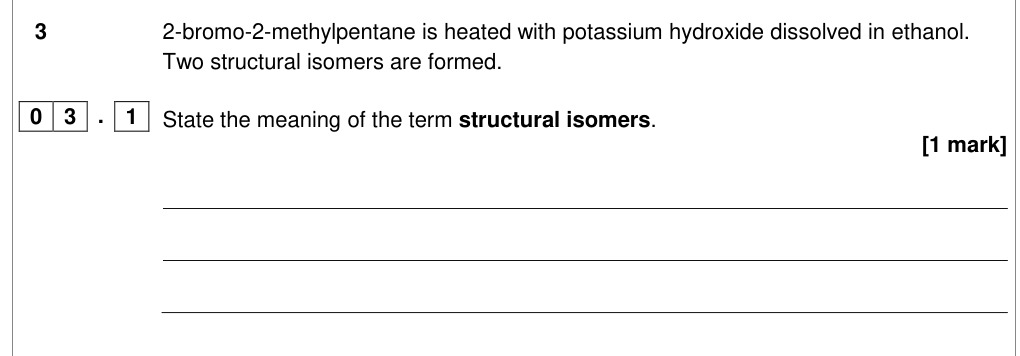 3 2-bromo-2-methylpentane is heated with potassium hydroxide dissolved in ethanol.
Two structural isomers are formed.
0 3 . 1 State the meaning of the term structural isomers.
[1 mark]